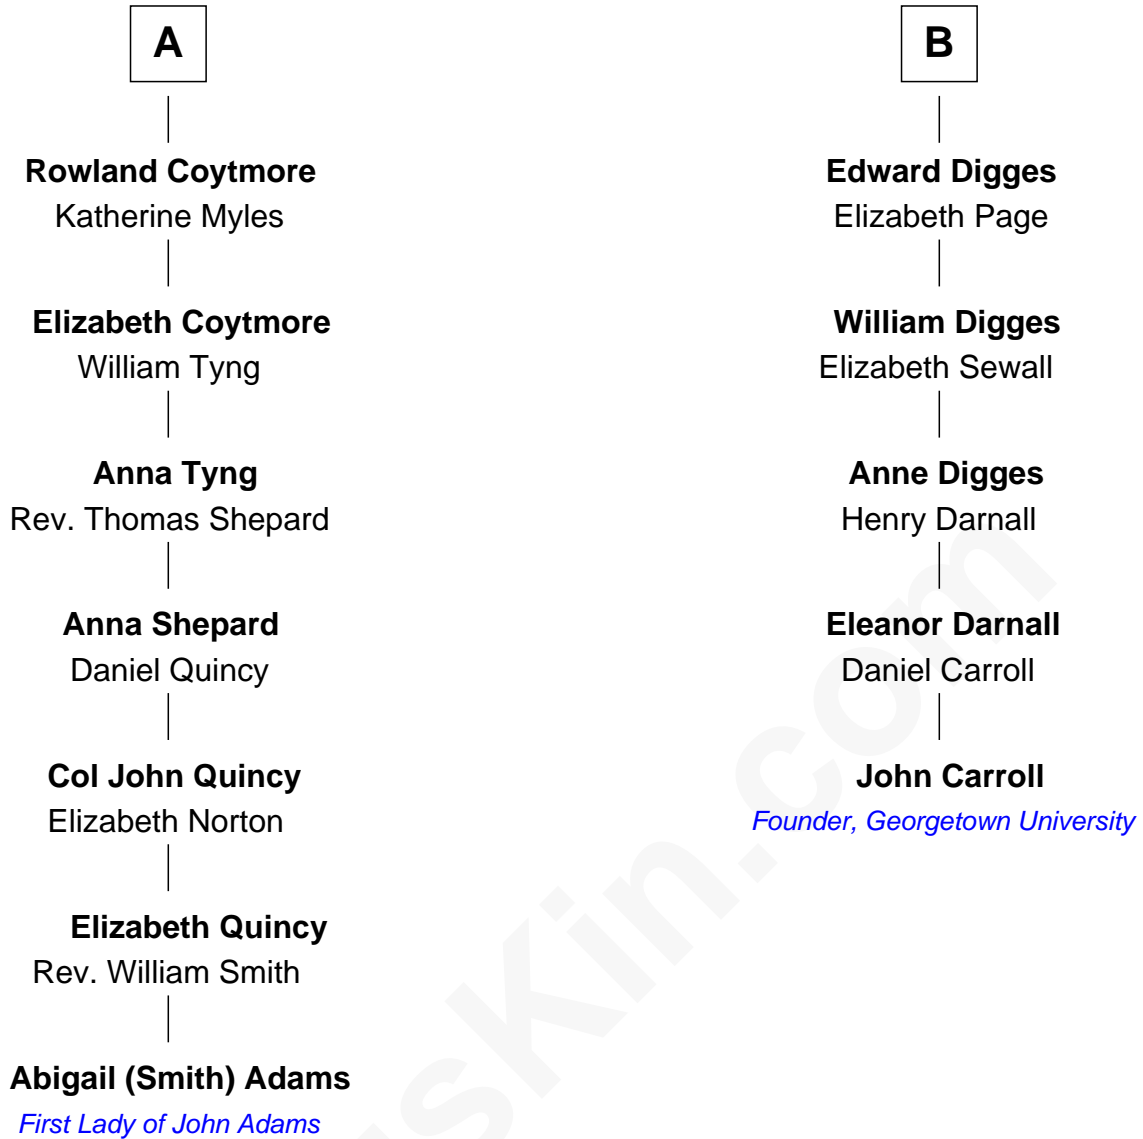 A
Rowland Coytmore
Katherine Myles
Elizabeth Coytmore
William Tyng
Anna Tyng
Rev. Thomas Shepard
Anna Shepard
Daniel Quincy
Col John Quincy
Elizabeth Norton
Elizabeth Quincy
Rev. William Smith
Abigail (Smith) Adams
First Lady of John Adams
B
Edward Digges
Elizabeth Page
William Digges
Elizabeth Sewall
Anne Digges
Henry Darnall
Eleanor Darnall
Daniel Carroll
John Carroll
Founder, Georgetown University